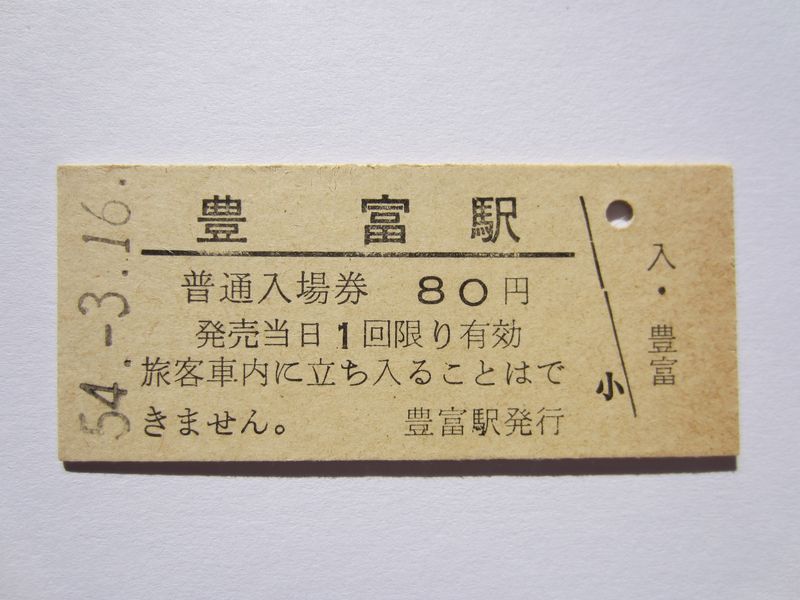 54.-3.16.
豊富駅
普通入場券 80円
発売当日1回限り有効
旅客車内に立ち入ることはで
きません。 豊富駅発行
小
入・豊富